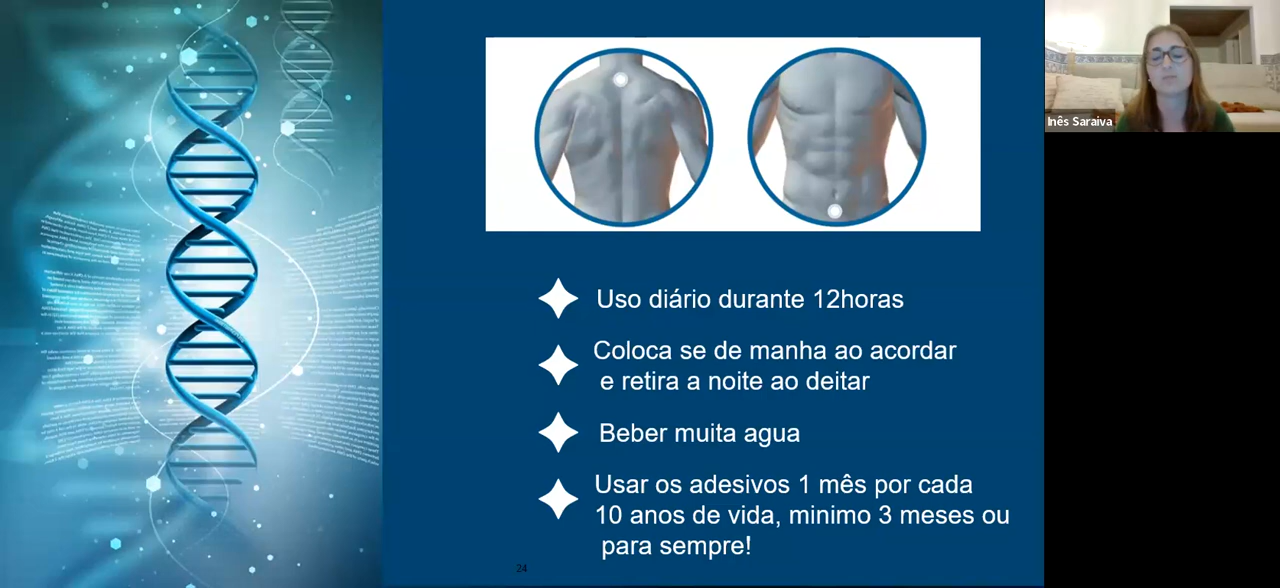 Inês Saraiva
Uso diário durante 12horas
Coloca se de manha ao acordar
e retira a noite ao deitar
Beber muita agua
Usar os adesivos 1 mês por cada
10 anos de vida, minimo 3 meses ou
para sempre!
24